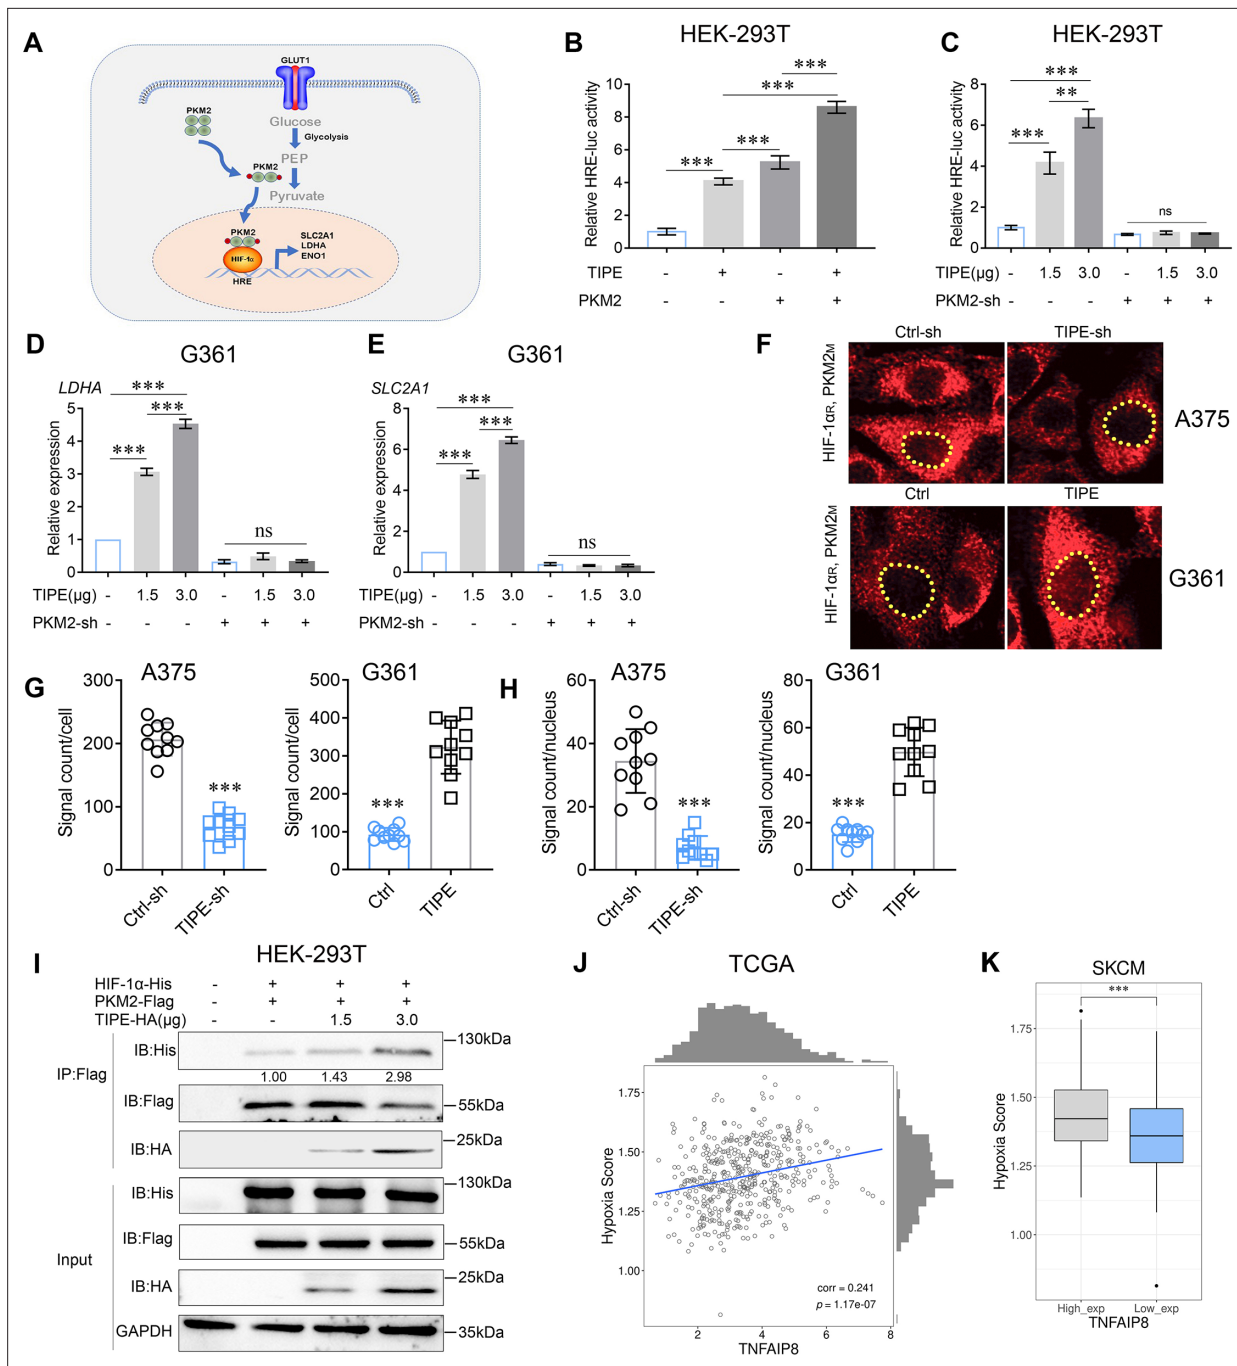 A
GLUT1
PKM2
Glucose
Glycolysis
PEP
PKM2
Pyruvate
PKM2
HIF-1α
HRE
SLC2A1
LDHA
ENO1
B
HEK-293T
Relative HRE-luc activity
10
8
6
4
2
0
***
***
***
***
TIPE - + - +
PKM2 - - + +
C
HEK-293T
Relative HRE-luc activity
8
6
4
2
0
***
**
***
ns
TIPE(μg) - 1.5 3.0 - 1.5 3.0
PKM2-sh - - - + + +
D
G361
LDHA
Relative expression
5
4
3
2
1
0
***
***
***
ns
TIPE(μg) - 1.5 3.0 - 1.5 3.0
PKM2-sh - - - + + +
E
G361
SLC2A1
Relative expression
8
6
4
2
0
***
***
***
ns
TIPE(μg) - 1.5 3.0 - 1.5 3.0
PKM2-sh - - - + + +
F
Ctrl-sh TIPE-sh
HIF-1αR, PKM2M
A375
Ctrl TIPE
HIF-1αR, PKM2M
G361
G
A375
Signal count/cell
300
200
100
0
***
Ctrl-sh TIPE-sh
G361
Signal count/cell
500
400
300
200
100
0
***
Ctrl TIPE
H
A375
Signal count/nucleus
60
40
20
0
***
Ctrl-sh TIPE-sh
G361
Signal count/nucleus
80
60
40
20
0
***
Ctrl TIPE
I
HEK-293T
HIF-1α-His - + + +
PKM2-Flag - + + +
TIPE-HA(μg) - - 1.5 3.0
IP:Flag
IB:His 130kDa
1.00 1.43 2.98
IB:Flag 55kDa
IB:HA 25kDa
Input
IB:His 130kDa
IB:Flag 55kDa
IB:HA 25kDa
GAPDH 35kDa
J
TCGA
Hypoxia Score
1.75
1.50
1.25
1.00
corr = 0.241
p = 1.17e-07
2 4 6 8
TNFAIP8
K
SKCM
***
Hypoxia Score
1.75
1.50
1.25
1.00
High_exp Low_exp
TNFAIP8